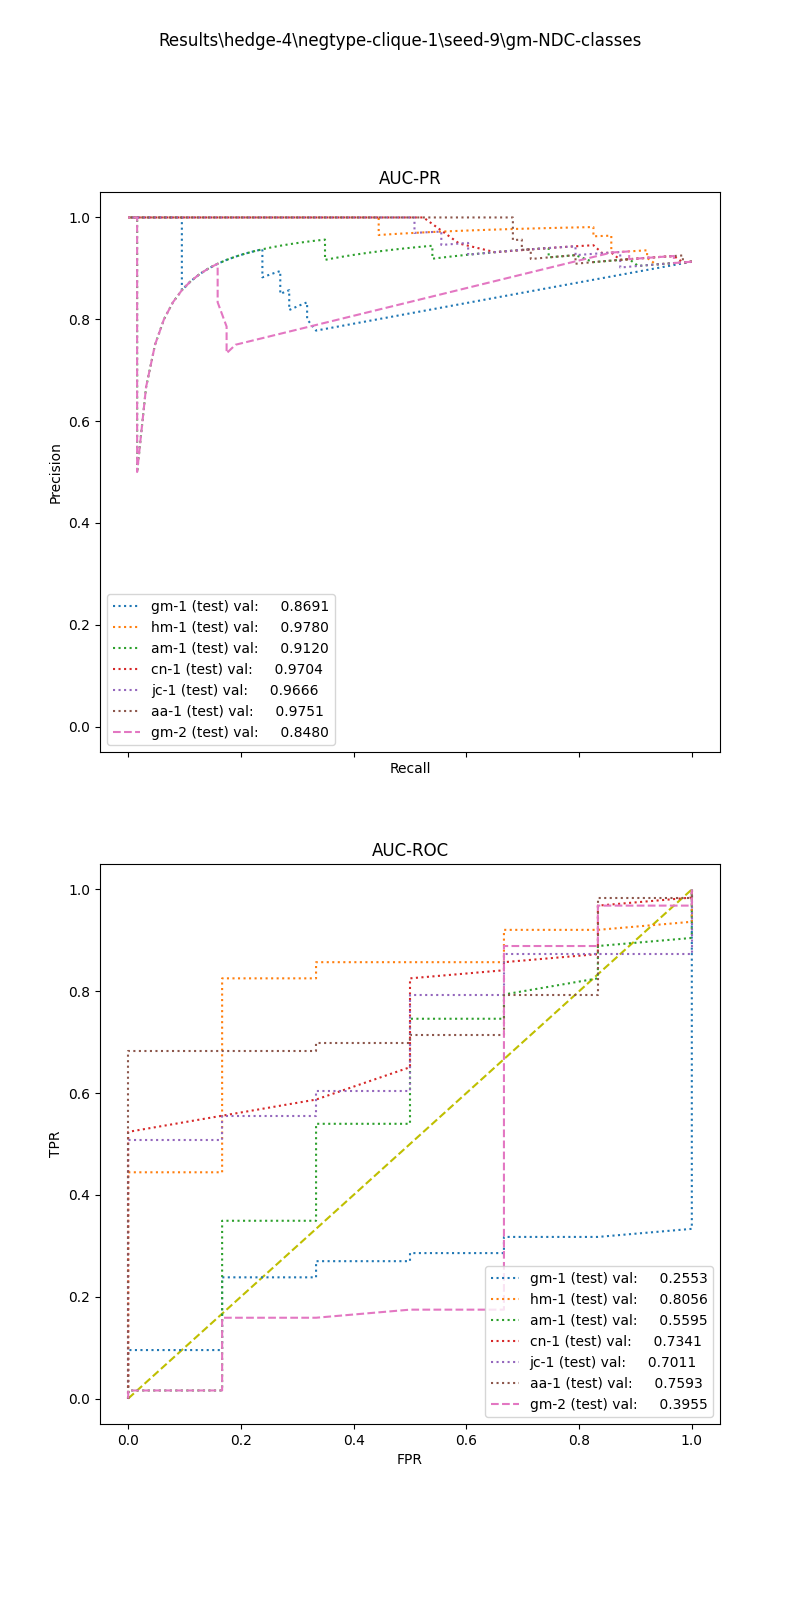 Results\hedge-4\negtype-clique-1\seed-9\gm-NDC-classes
AUC-PR
1.0
0.8
0.6
0.4
0.2
0.0
Precision
gm-1 (test) val: 0.8691
hm-1 (test) val: 0.9780
am-1 (test) val: 0.9120
cn-1 (test) val: 0.9704
jc-1 (test) val: 0.9666
aa-1 (test) val: 0.9751
gm-2 (test) val: 0.8480
Recall
AUC-ROC
1.0
0.8
0.6
0.4
0.2
0.0
TPR
gm-1 (test) val: 0.2553
hm-1 (test) val: 0.8056
am-1 (test) val: 0.5595
cn-1 (test) val: 0.7341
jc-1 (test) val: 0.7011
aa-1 (test) val: 0.7593
gm-2 (test) val: 0.3955
0.0 0.2 0.4 0.6 0.8 1.0
FPR